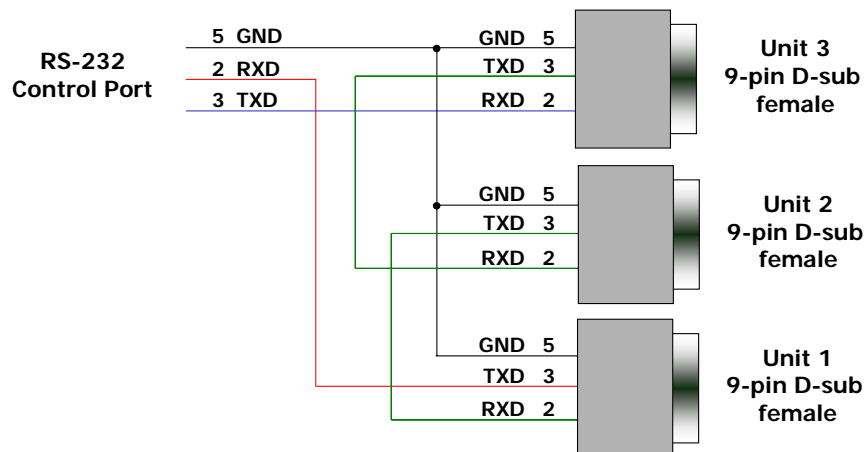 RS-232
Control Port
5 GND
2 RXD
3 TXD
GND 5
TXD 3
RXD 2
Unit 3
9-pin D-sub
female
GND 5
TXD 3
RXD 2
Unit 2
9-pin D-sub
female
GND 5
TXD 3
RXD 2
Unit 1
9-pin D-sub
female